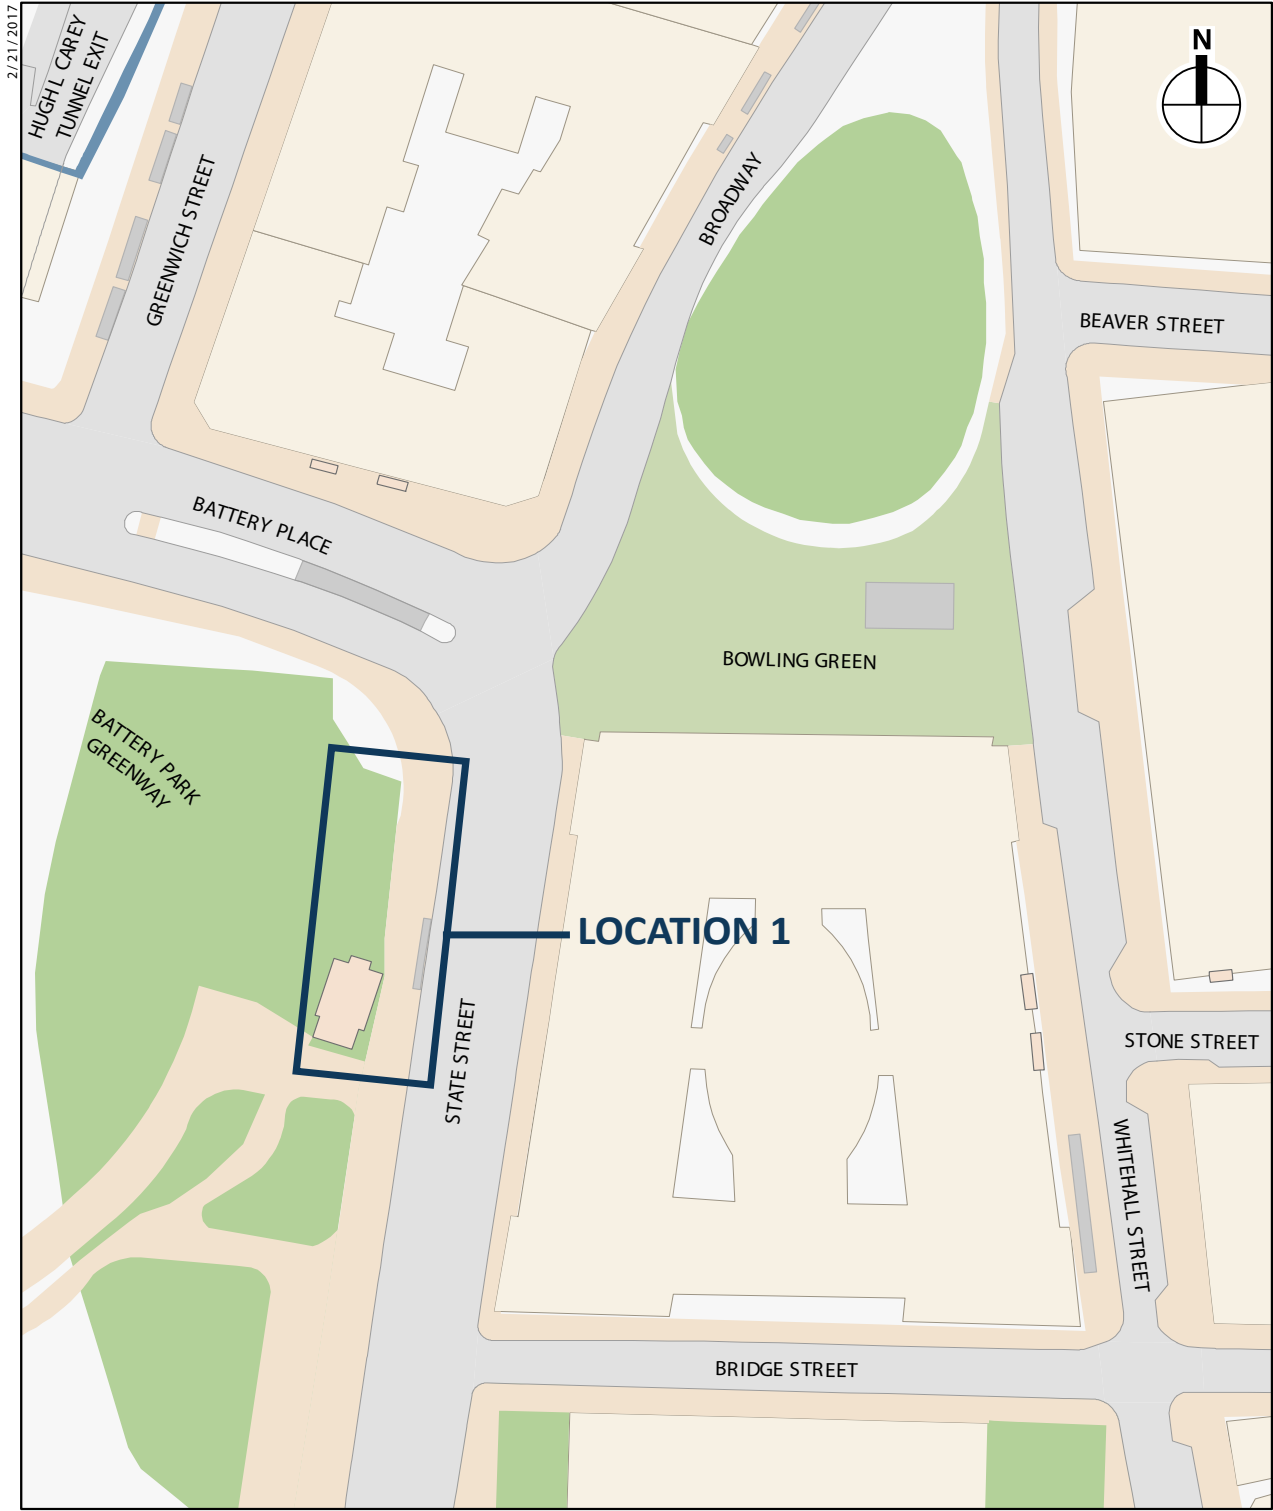 2/21/2017
HUGH L CAREY
TUNNEL EXIT
N
GREENWICH STREET
BROADWAY
BEAVER STREET
BATTERY PLACE
BOWLING GREEN
BATTERY PARK
GREENWAY
LOCATION 1
STATE STREET
STONE STREET
WHITEHALL STREET
BRIDGE STREET